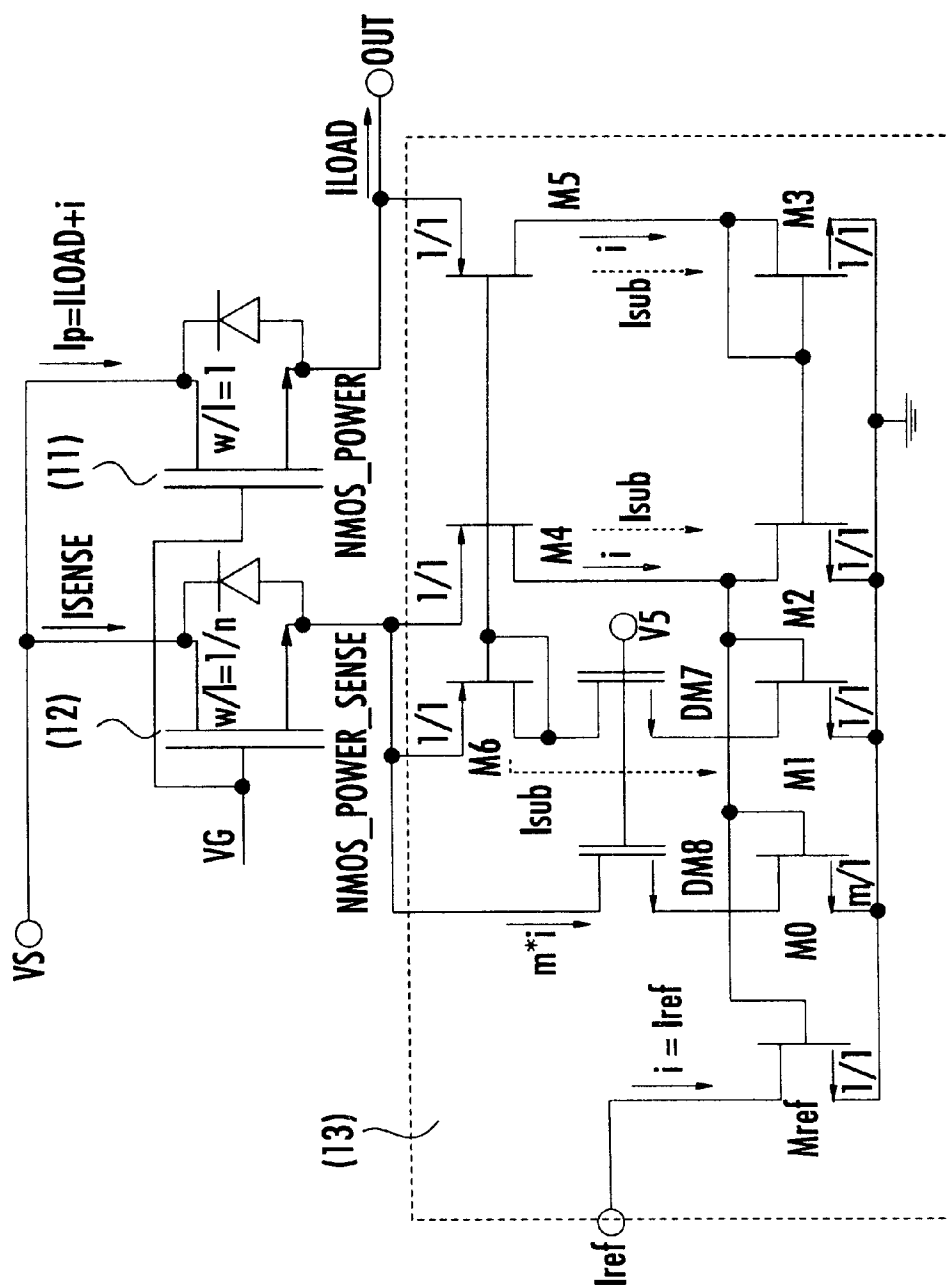 VS
ISENSE
Ip=ILOAD+i
(12)
(11)
w/l=1/n
w/l=1
VG
NMOS_POWER_SENSE
NMOS_POWER
ILOAD
OUT
(13)
1/1
1/1
1/1
M6
M4
M5
m*i
Isub
i
Isub
i
Isub
V5
DM8
DM7
Iref
i = Iref
Mref
1/1
M0
m/1
M1
1/1
M2
1/1
M3
1/1